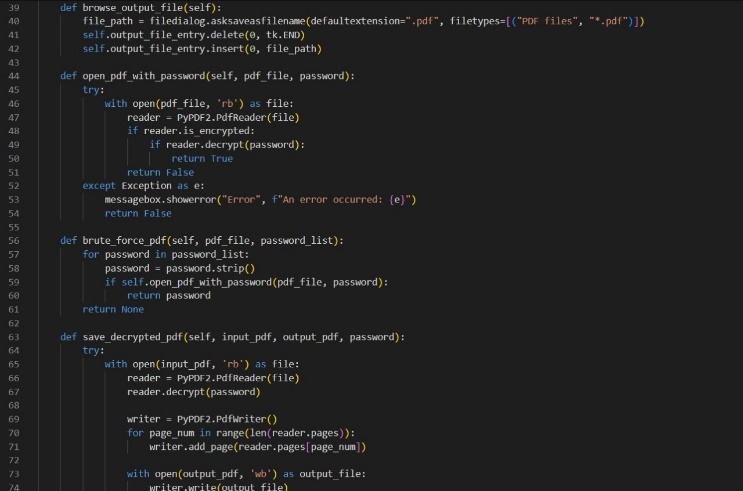 39 def browse_output_file(self):
40 file_path = filedialog.asksaveasfilename(defaultextension=".pdf", filetypes=[("PDF files", "*.pdf")])
41 self.output_file_entry.delete(0, tk.END)
42 self.output_file_entry.insert(0, file_path)
43
44 def open_pdf_with_password(self, pdf_file, password):
45 try:
46 with open(pdf_file, 'rb') as file:
47 reader = PyPDF2.PdfReader(file)
48 if reader.is_encrypted:
49 if reader.decrypt(password):
50 return True
51 return False
52 except Exception as e:
53 messagebox.showerror("Error", f"An error occurred: {e}")
54 return False
55
56 def brute_force_pdf(self, pdf_file, password_list):
57 for password in password_list:
58 password = password.strip()
59 if self.open_pdf_with_password(pdf_file, password):
60 return password
61 return None
62
63 def save_decrypted_pdf(self, input_pdf, output_pdf, password):
64 try:
65 with open(input_pdf, 'rb') as file:
66 reader = PyPDF2.PdfReader(file)
67 reader.decrypt(password)
68
69 writer = PyPDF2.PdfWriter()
70 for page_num in range(len(reader.pages)):
71 writer.add_page(reader.pages[page_num])
72
73 with open(output_pdf, 'wb') as output_file:
74 writer.write(output_file)